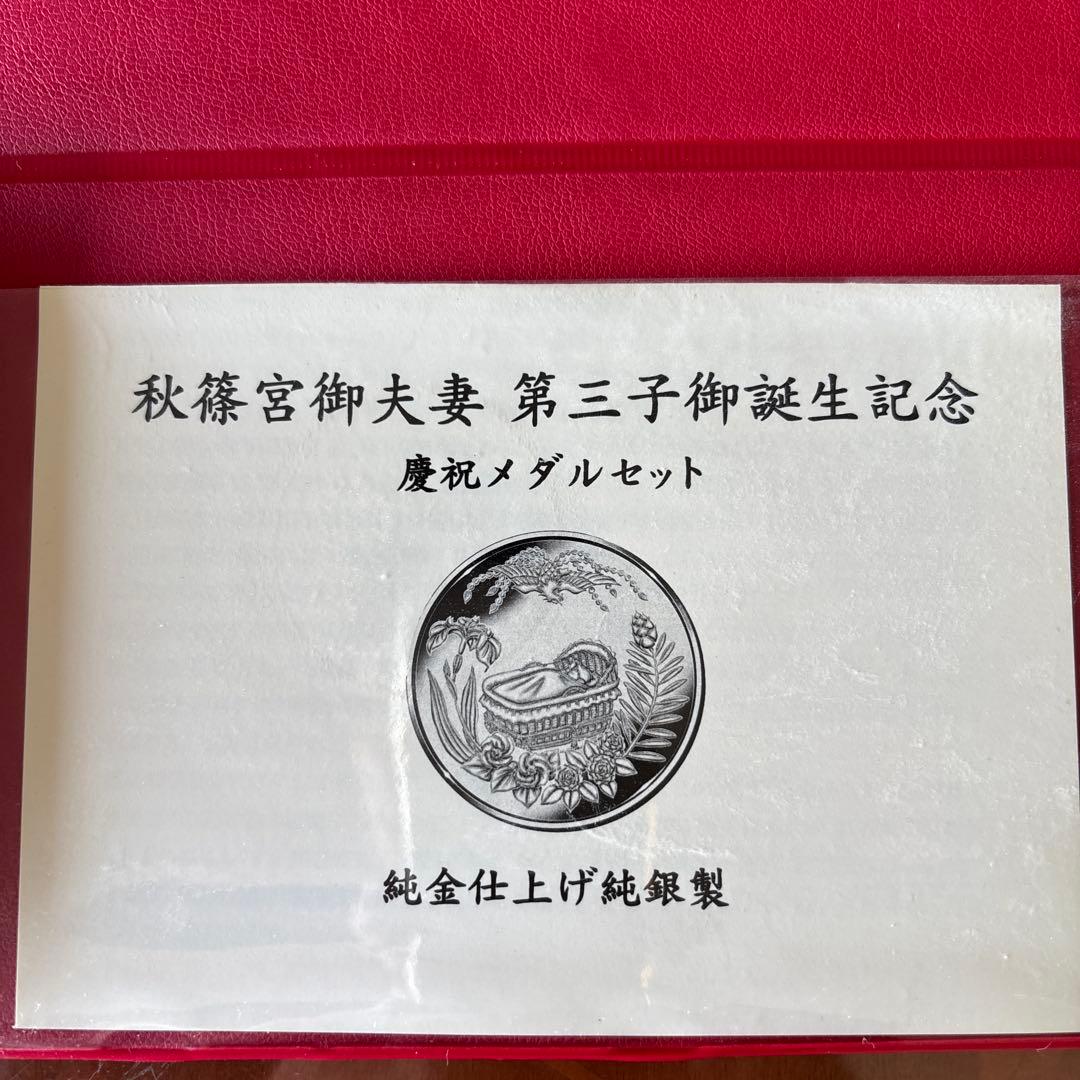 秋篠宮御夫妻 第三子御誕生記念
慶祝メダルセット
純金仕上げ純銀製